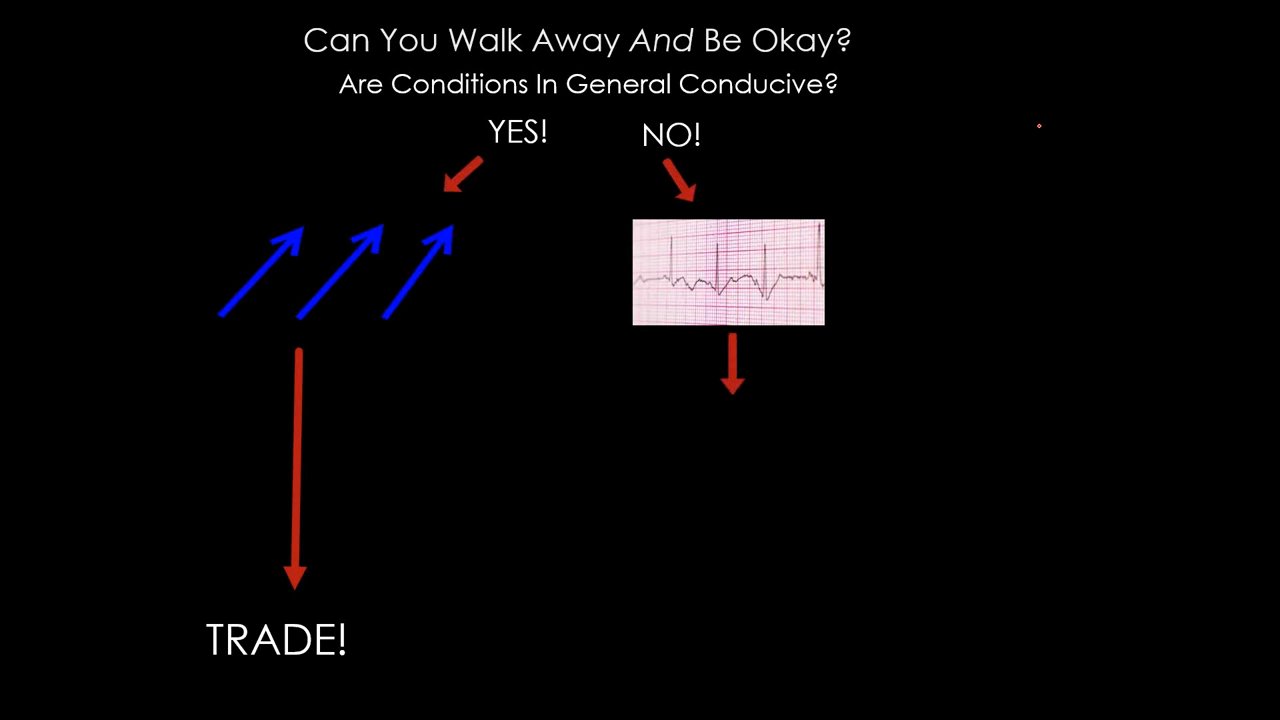 Can You Walk Away And Be Okay?
Are Conditions In General Conducive?
YES!
NO!
TRADE!